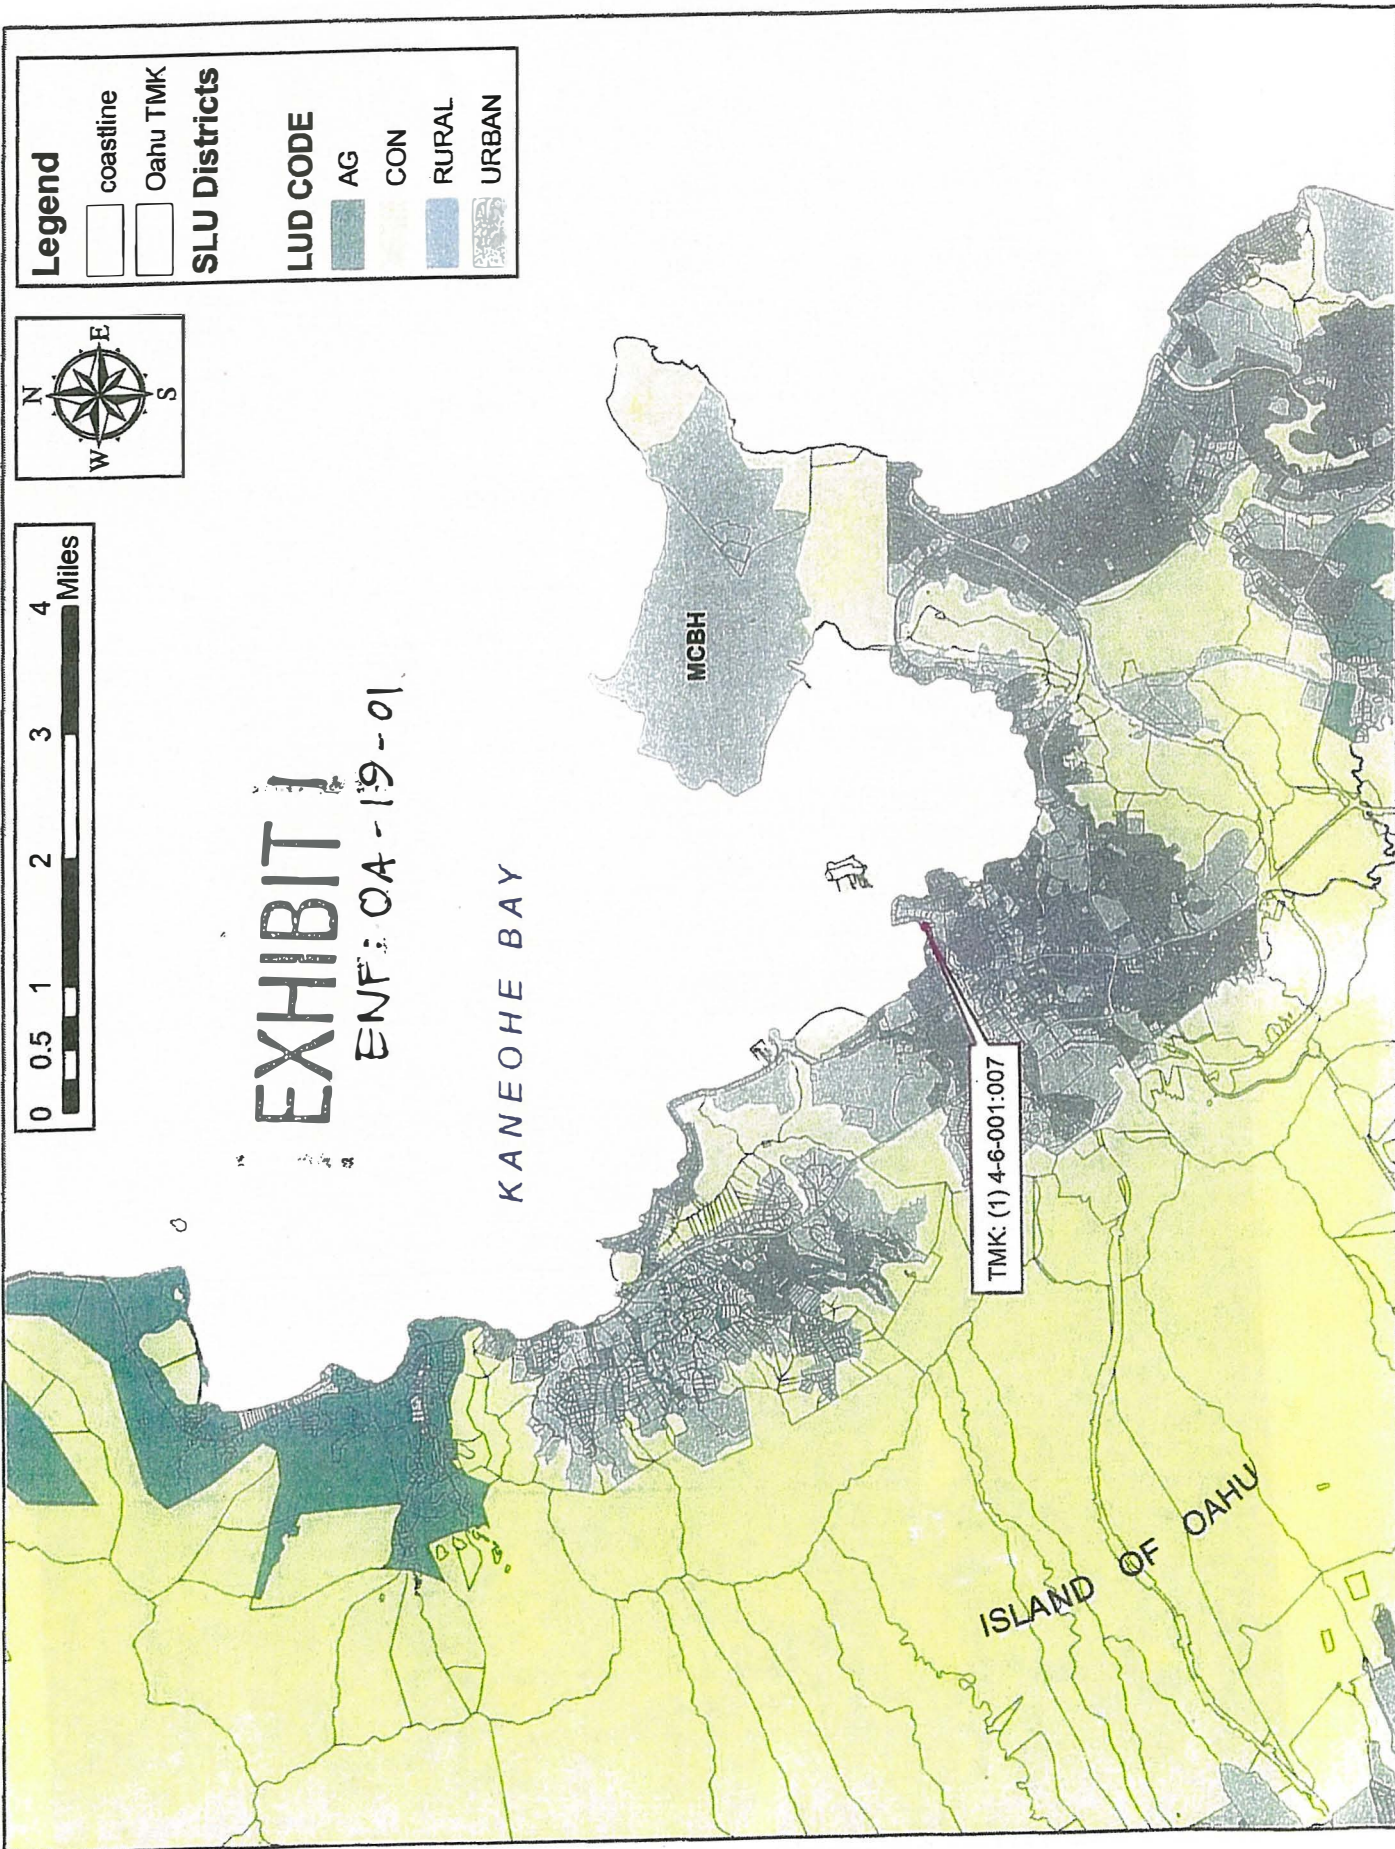 Legend
coastline
Oahu TMK
SLU Districts
LUD CODE
AG
CON
RURAL
URBAN
N
W E
S
0 0.5 1 2 3 4
Miles
EXHIBIT 1
ENF: OA-19-01
KANEOHE BAY
MCBH
TMK: (1) 4-6-001:007
ISLAND OF OAHU